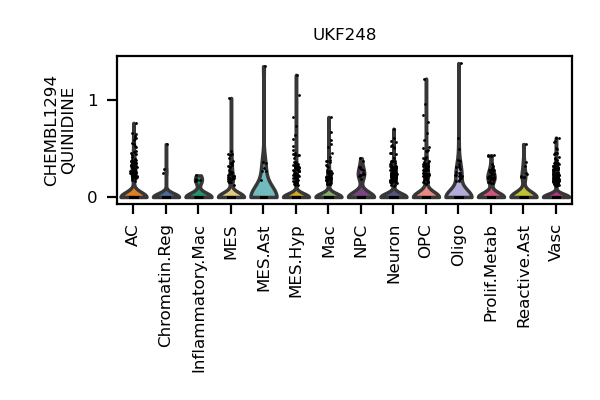 UKF248
CHEMBL1294
QUINIDINE
1
0
AC
Chromatin.Reg
Inflammatory.Mac
MES
MES.Ast
MES.Hyp
Mac
NPC
Neuron
OPC
Oligo
Prolif.Metab
Reactive.Ast
Vasc